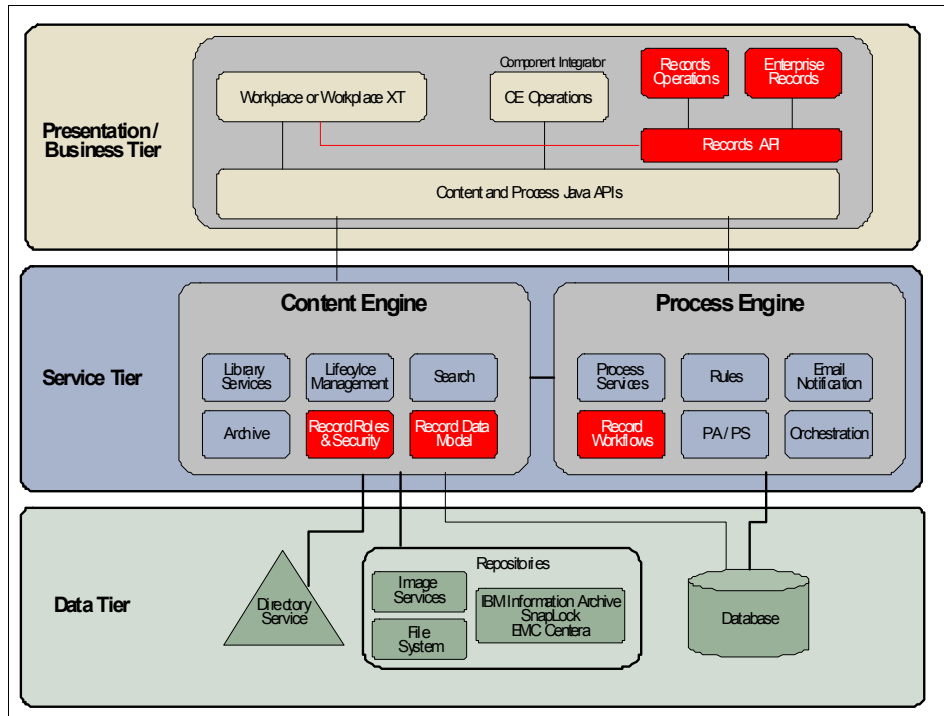 Component Integrator
Records
Operations
Enterprise
Records
Workplace or Workplace XT
CE Operations
Presentation /
Business Tier
Records API
Content and Process Java APIs
Content Engine
Process Engine
Service Tier
Library
Services
Lifecylce
Management
Search
Process
Services
Rules
Email
Notification
Archive
Record Roles
& Security
Record Data
Model
Record
Workflows
PA / PS
Orchestration
Data Tier
Directory
Service
Repositories
Image
Services
File
System
IBM Information Archive
SnapLock
EMC Centera
Database